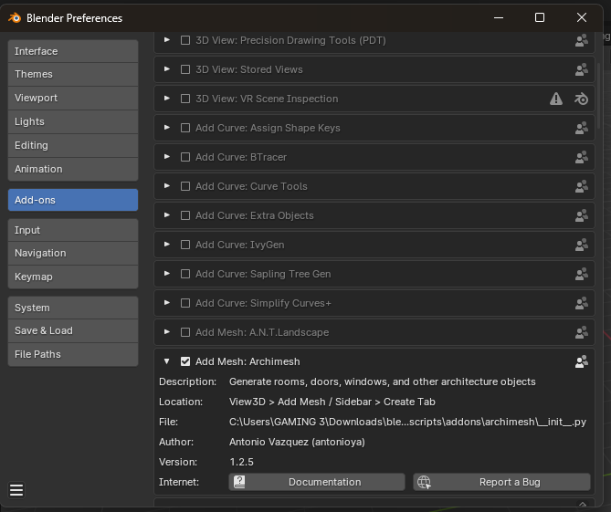 Blender Preferences
Interface
Themes
Viewport
Lights
Editing
Animation
Add-ons
Input
Navigation
Keymap
System
Save & Load
File Paths
3D View: Precision Drawing Tools (PDT)
3D View: Stored Views
3D View: VR Scene Inspection
Add Curve: Assign Shape Keys
Add Curve: BTracer
Add Curve: Curve Tools
Add Curve: Extra Objects
Add Curve: IvyGen
Add Curve: Sapling Tree Gen
Add Curve: Simplify Curves+
Add Mesh: A.N.T.Landscape
Add Mesh: Archimesh
Description: Generate rooms, doors, windows, and other architecture objects
Location: View3D > Add Mesh / Sidebar > Create Tab
File: C:\Users\GAMING 3\Downloads\ble...scripts\addons\archimesh\__init__.py
Author: Antonio Vazquez (antonioya)
Version: 1.2.5
Internet: Documentation Report a Bug